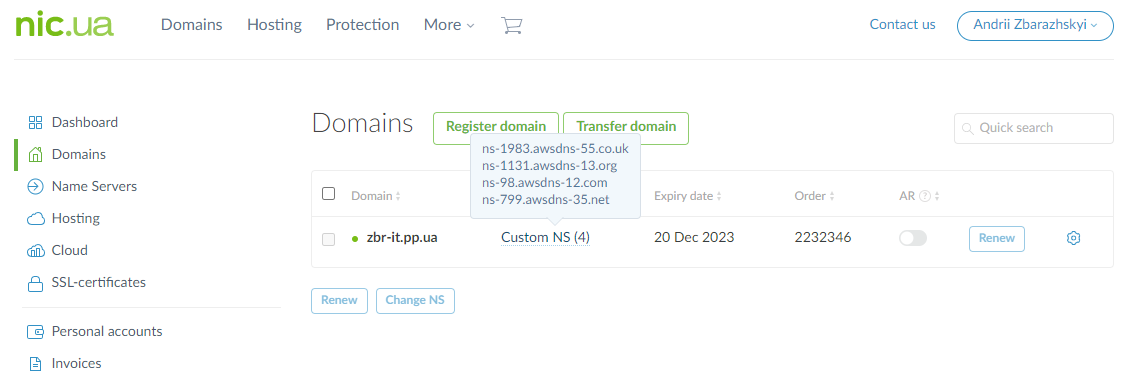 nic.ua Domains Hosting Protection More Contact us Andrii Zbarazhskyi
Dashboard
Domains
Name Servers
Hosting
Cloud
SSL-certificates
Personal accounts
Invoices
Domains Register domain Transfer domain Quick search
ns-1983.awsdns-55.co.uk
ns-1131.awsdns-13.org
ns-98.awsdns-12.com
ns-799.awsdns-35.net
Domain Expiry date Order AR ?
zbr-it.pp.ua Custom NS (4) 20 Dec 2023 2232346 Renew
Renew Change NS